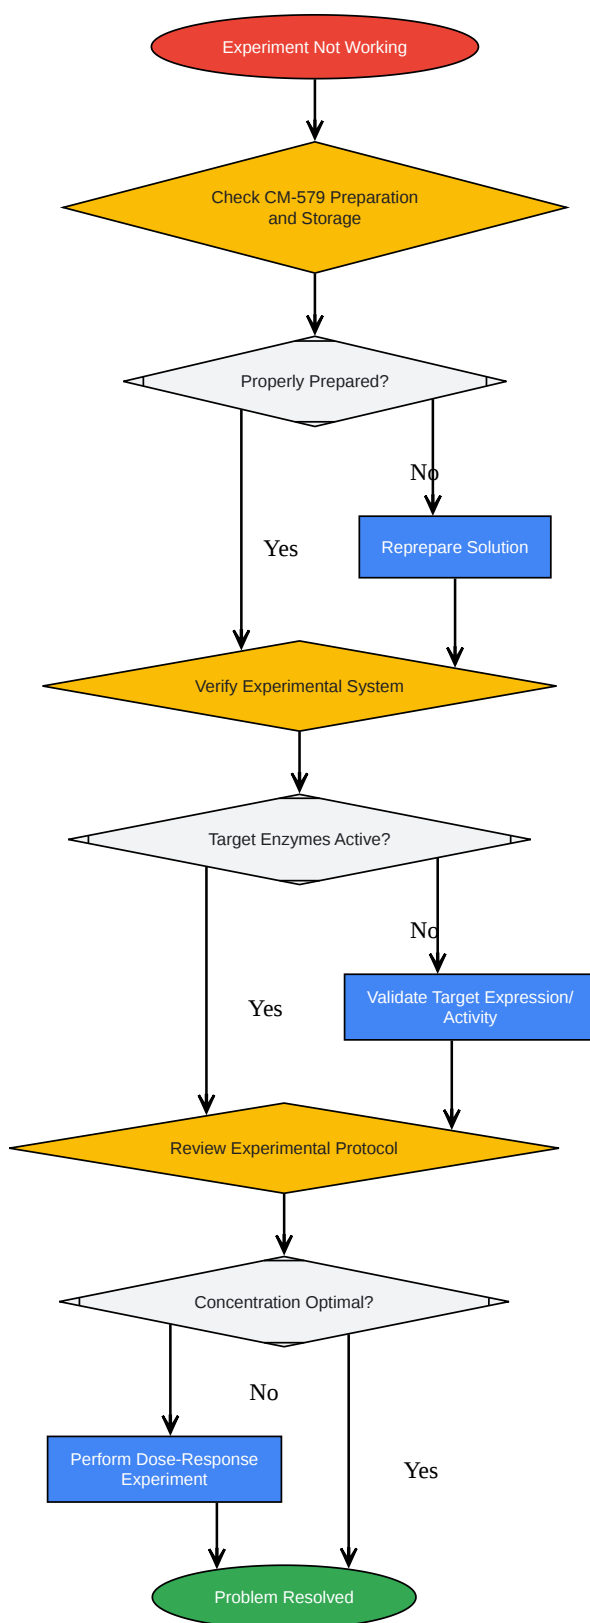 Experiment Not Working
Check CM-579 Preparation
and Storage
Properly Prepared?
No
Yes
Reprepare Solution
Verify Experimental System
Target Enzymes Active?
No
Yes
Validate Target Expression/
Activity
Review Experimental Protocol
Concentration Optimal?
No
Yes
Perform Dose-Response
Experiment
Problem Resolved